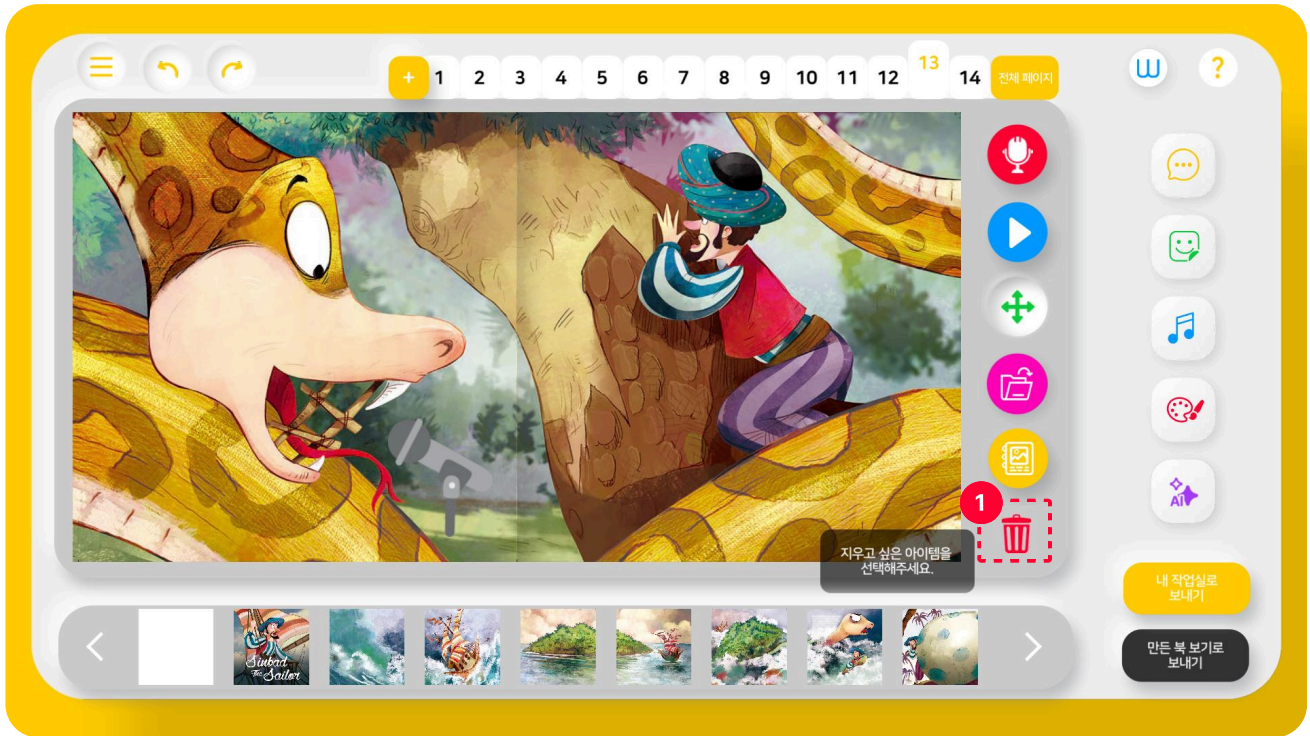 + 1 2 3 4 5 6 7 8 9 10 11 12 13 14 전체 페이지
?
AI
1
지우고 싶은 아이템을
선택해주세요.
내 작업실로
보내기
Sinbad
The Sailor
만든 북 보기로
보내기